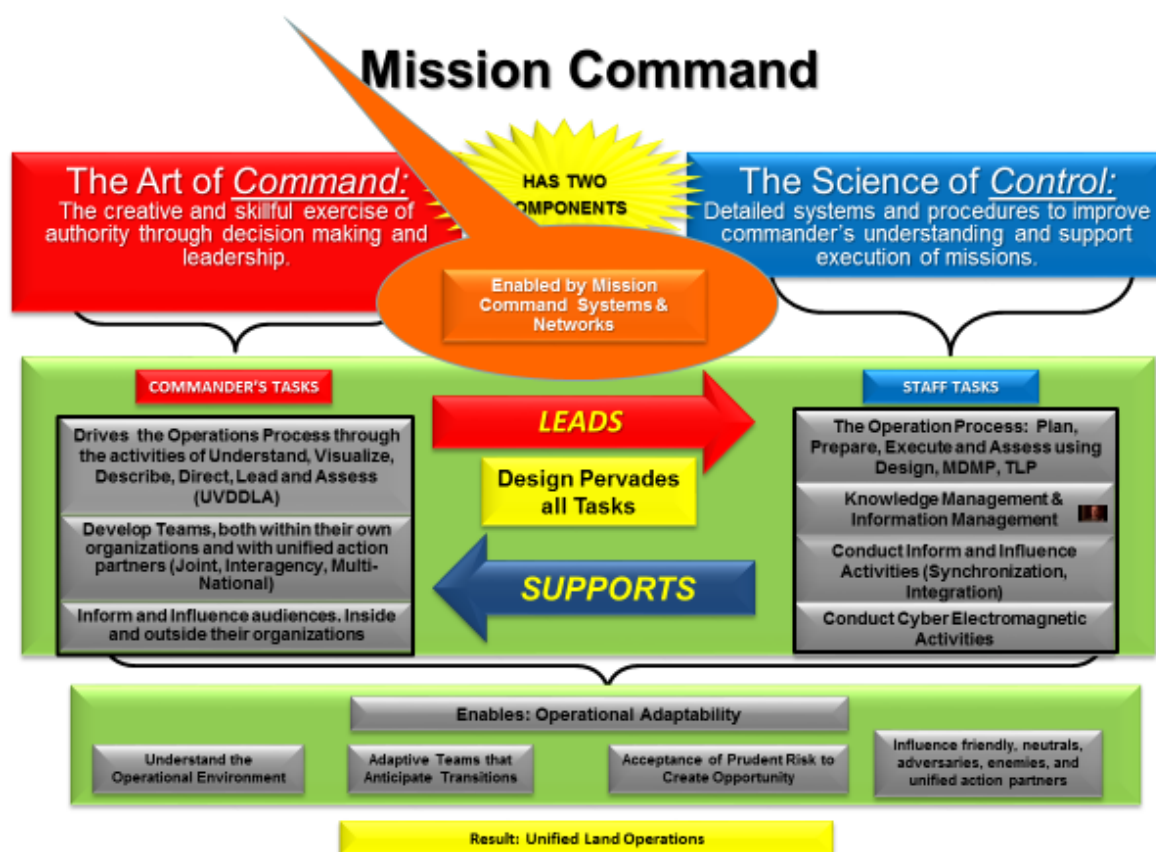 Mission Command
The Art of Command:
The creative and skillful exercise of
authority through decision making and
leadership.
HAS TWO
COMPONENTS
The Science of Control:
Detailed systems and procedures to improve
commander's understanding and support
execution of missions.
Enabled by Mission
Command Systems &
Networks
COMMANDER'S TASKS
Drives the Operations Process through
the activities of Understand, Visualize,
Describe, Direct, Lead and Assess
(UVDDLA)
Develop Teams, both within their own
organizations and with unified action
partners (Joint, Interagency, Multi-
National)
Inform and Influence audiences. Inside
and outside their organizations
LEADS
Design Pervades
all Tasks
SUPPORTS
STAFF TASKS
The Operation Process: Plan,
Prepare, Execute and Assess using
Design, MDMP, TLP
Knowledge Management &
Information Management
Conduct Inform and Influence
Activities (Synchronization,
Integration)
Conduct Cyber Electromagnetic
Activities
Enables: Operational Adaptability
Understand the
Operational Environment
Adaptive Teams that
Anticipate Transitions
Acceptance of Prudent Risk to
Create Opportunity
Influence friendly, neutrals,
adversaries, enemies, and
unified action partners
Result: Unified Land Operations